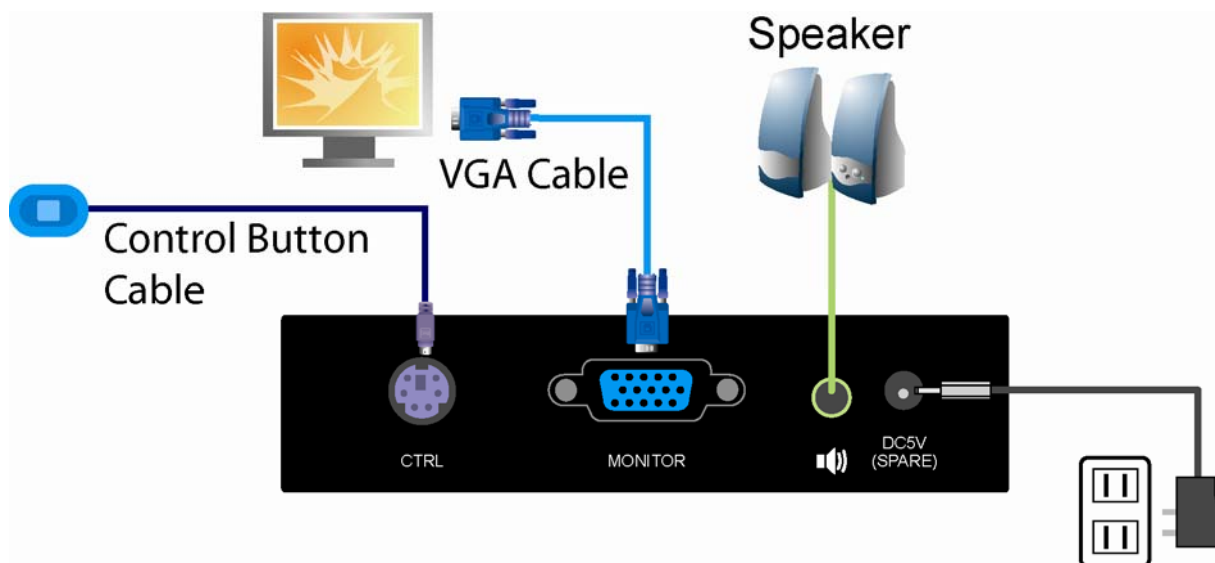 Speaker
VGA Cable
Control Button
Cable
CTRL
MONITOR
DC5V
(SPARE)